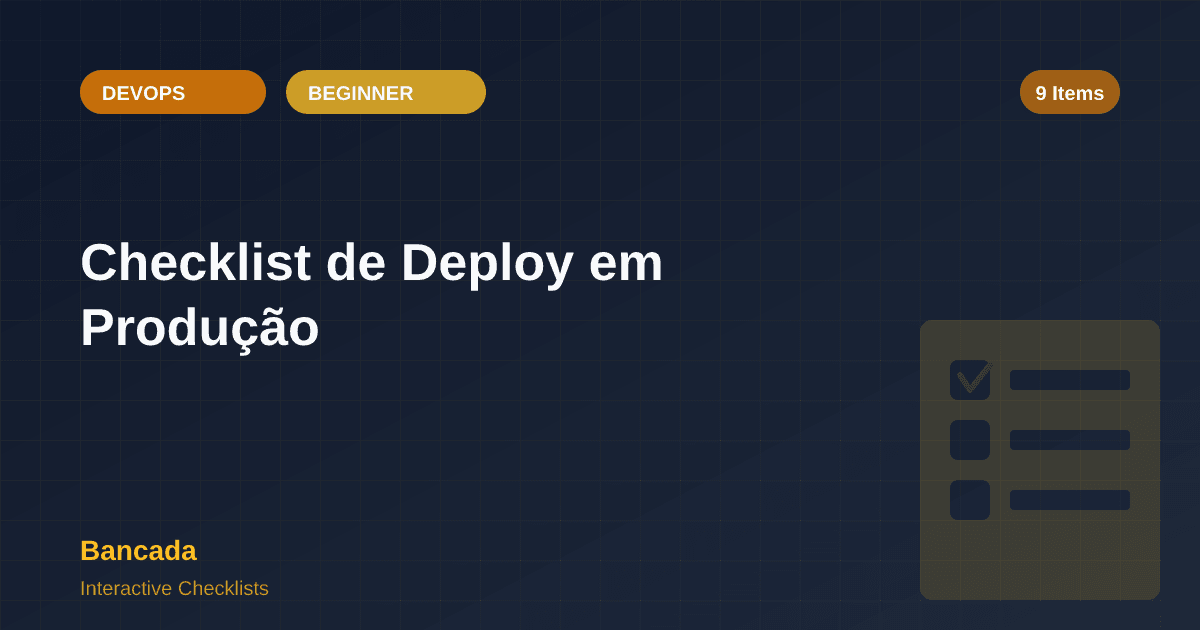 DEVOPS
BEGINNER
9 Items
Checklist de Deploy em
Produção
Bancada
Interactive Checklists